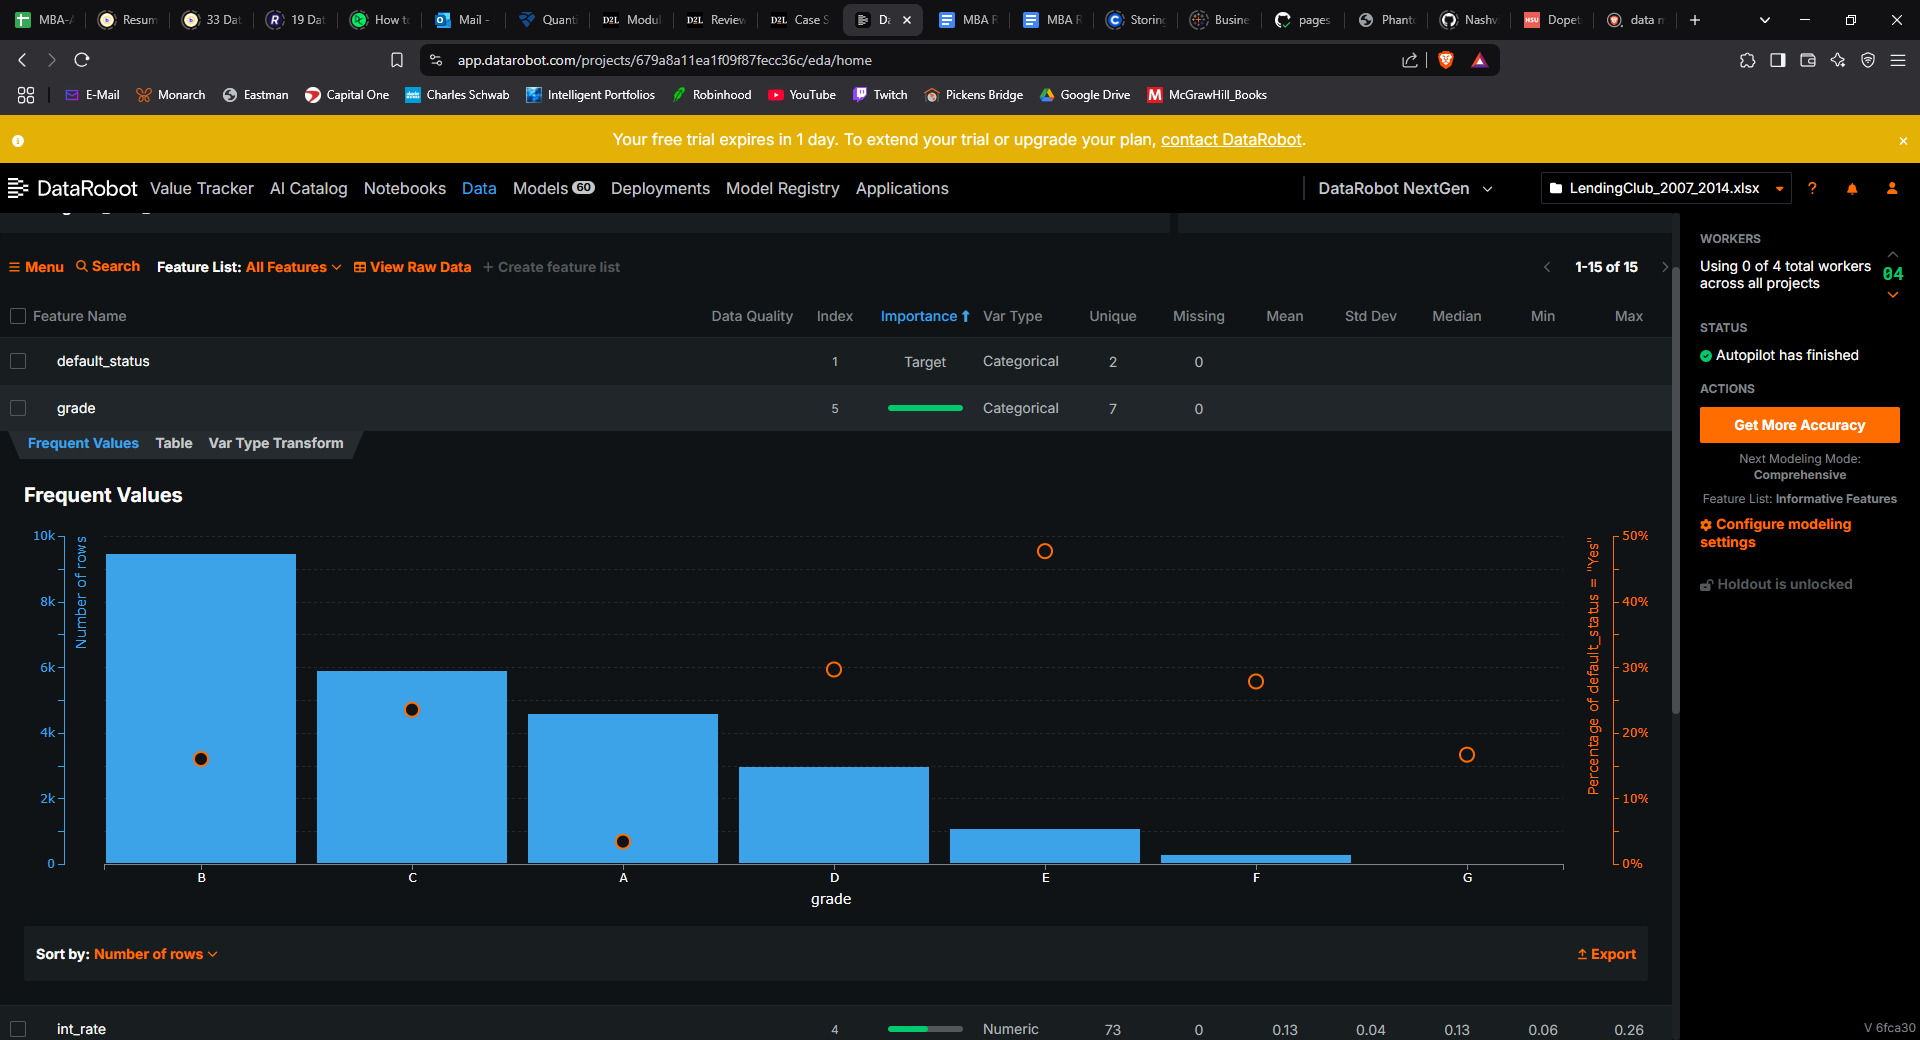 MBA-A
Resum
33 Dat
19 Dat
How to
Mail -
Quanti
D2L Modul
D2L Review
D2L Case S
Da
MBA R
MBA R
Storing
Busine
pages
Phanto
Nashv
HSU Dopet
data m
app.datarobot.com/projects/679a8a11ea1f09f87fecc36c/eda/home
E-Mail
Monarch
Eastman
Capital One
Charles Schwab
Intelligent Portfolios
Robinhood
YouTube
Twitch
Pickens Bridge
Google Drive
M McGrawHill_Books
Your free trial expires in 1 day. To extend your trial or upgrade your plan, contact DataRobot.
DataRobot Value Tracker AI Catalog Notebooks Data Models 60 Deployments Model Registry Applications
DataRobot NextGen
LendingClub_2007_2014.xlsx
?
Menu Search Feature List: All Features View Raw Data + Create feature list
1-15 of 15
Feature Name Data Quality Index Importance Var Type Unique Missing Mean Std Dev Median Min Max
default_status 1 Target Categorical 2 0
grade 5 Categorical 7 0
Frequent Values Table Var Type Transform
Frequent Values
Number of rows
10k
8k
6k
4k
2k
0
B C A D E F G
grade
50%
40%
30%
20%
10%
0%
Percentage of default_status = "Yes"
Sort by: Number of rows
Export
int_rate 4 Numeric 73 0 0.13 0.04 0.13 0.06 0.26
WORKERS
Using 0 of 4 total workers
across all projects
04
STATUS
Autopilot has finished
ACTIONS
Get More Accuracy
Next Modeling Mode:
Comprehensive
Feature List: Informative Features
Configure modeling
settings
Holdout is unlocked
V 6fca30